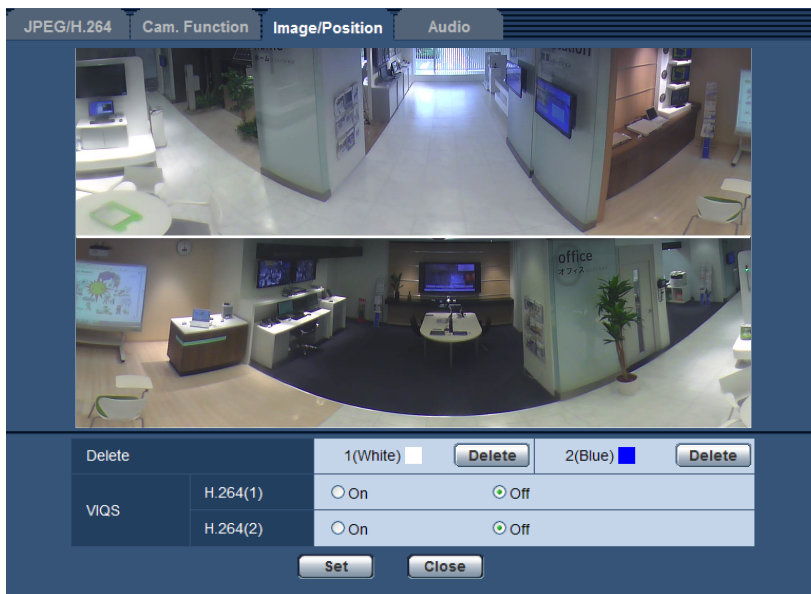 JPEG/H.264 Cam. Function Image/Position Audio
office
オフィス
Delete 1(White) Delete 2(Blue) Delete
VIQS
H.264(1) On Off
H.264(2) On Off
Set Close